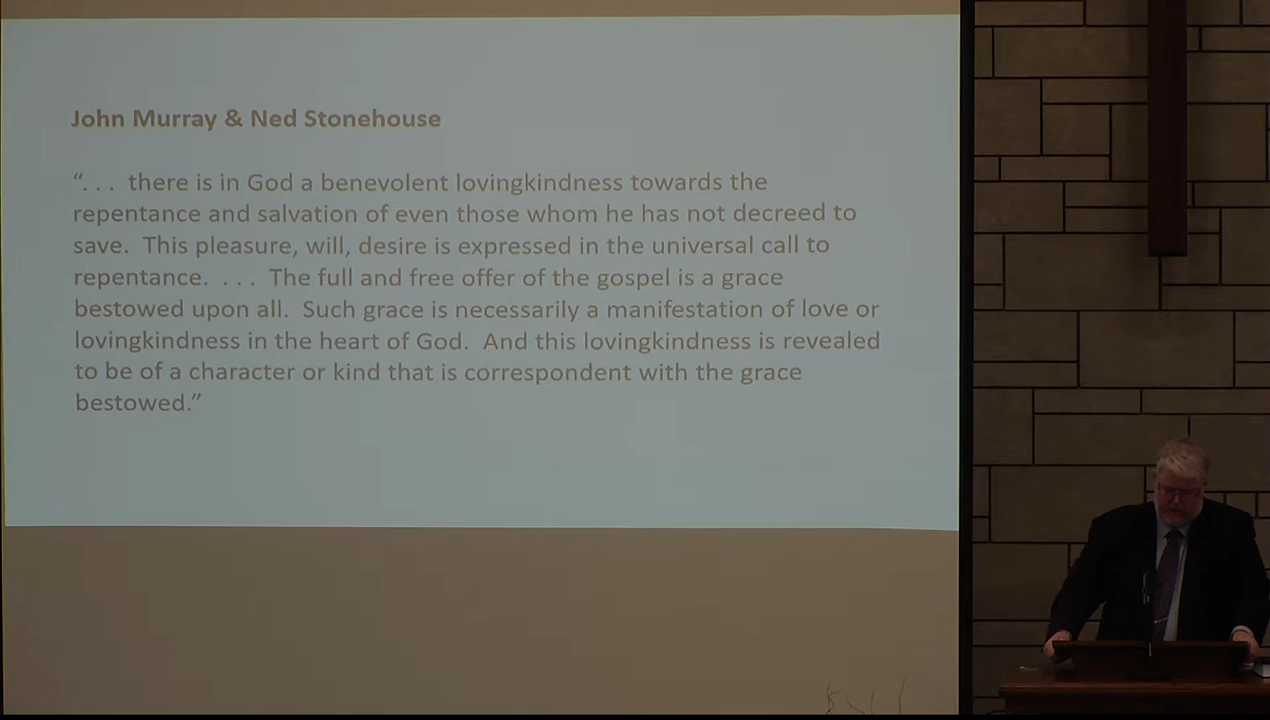 John Murray & Ned Stonehouse
“. . . there is in God a benevolent lovingkindness towards the
repentance and salvation of even those whom he has not decreed to
save. This pleasure, will, desire is expressed in the universal call to
repentance. . . . The full and free offer of the gospel is a grace
bestowed upon all. Such grace is necessarily a manifestation of love or
lovingkindness in the heart of God. And this lovingkindness is revealed
to be of a character or kind that is correspondent with the grace
bestowed.”